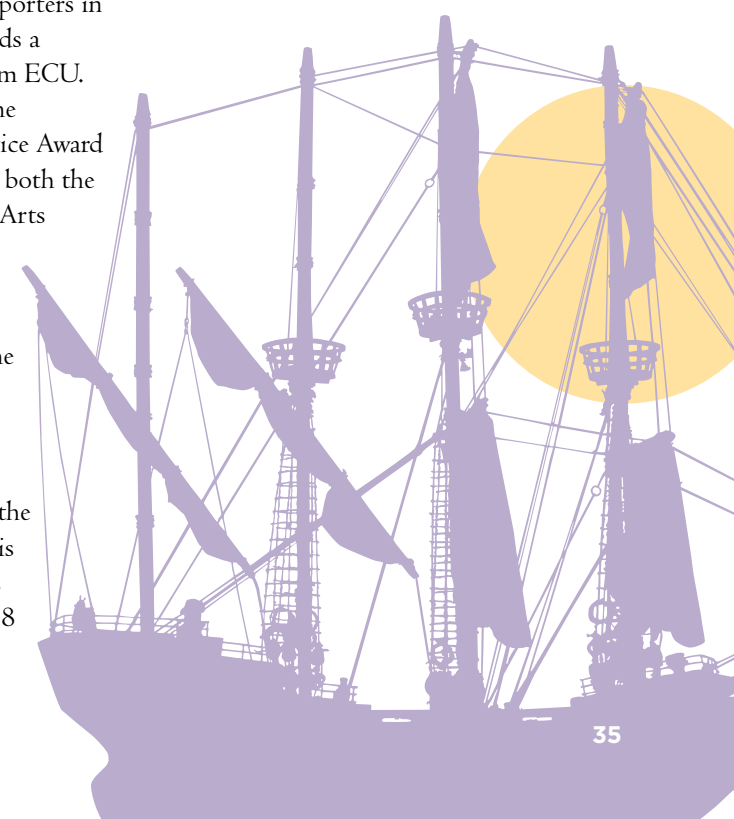 porters in
ds a
m ECU.
ne
ice Award
both the
Arts
ne
the
is
8
35